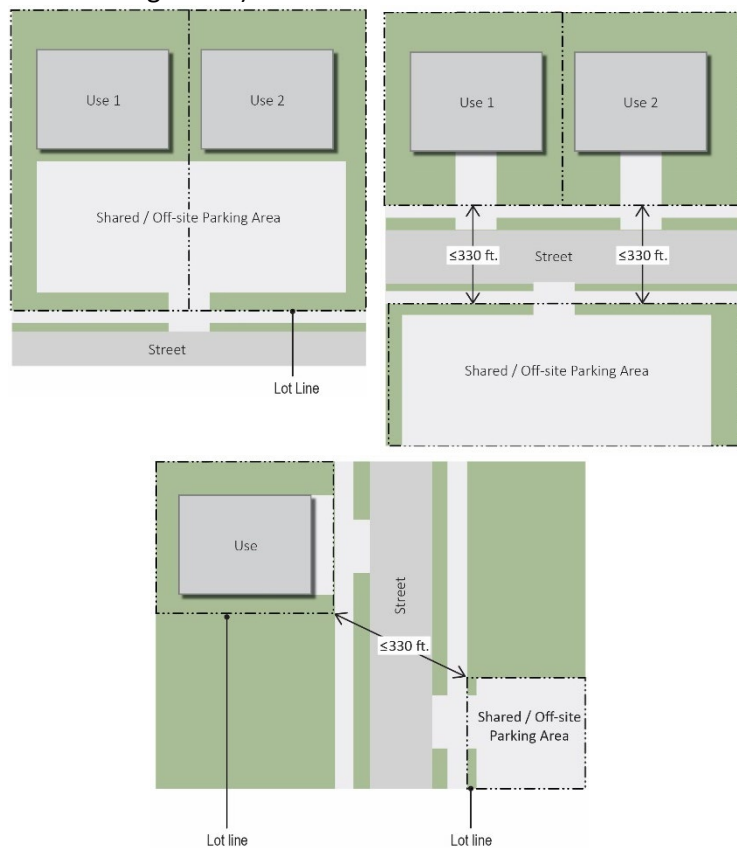 Use 1
Use 2
Shared / Off-site Parking Area
Street
Lot Line
Use 1
Use 2
≤330 ft.
Street
≤330 ft.
Shared / Off-site Parking Area
Use
Street
≤330 ft.
Shared / Off-site
Parking Area
Lot line
Lot line